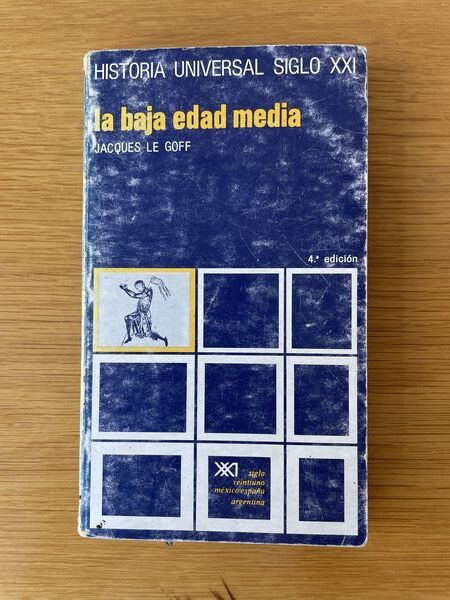 HISTORIA UNIVERSAL SIGLO XXI
la baja edad media
JACQUES LE GOFF
4.ª edición
XXI
siglo
veintiuno
méxico españa
argentina